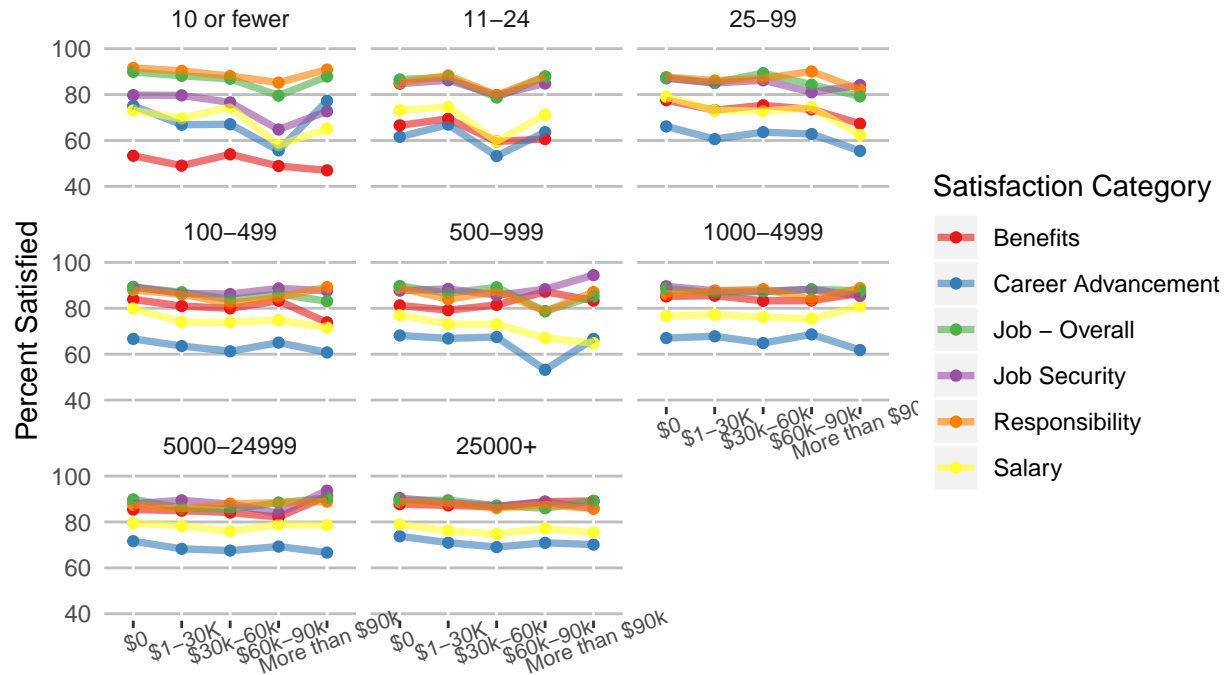 10 or fewer 11−24 25−99
100
80
60
40
100−499 500−999 1000−4999
100
80
60
40
$0 $1−30K $30k−60k $60k−90k More than $90k
5000−24999 25000+
100
80
60
40
$0 $1−30K $30k−60k $60k−90k More than $90k
$0 $1−30K $30k−60k $60k−90k More than $90k
Percent Satisfied
Satisfaction Category
Benefits
Career Advancement
Job − Overall
Job Security
Responsibility
Salary